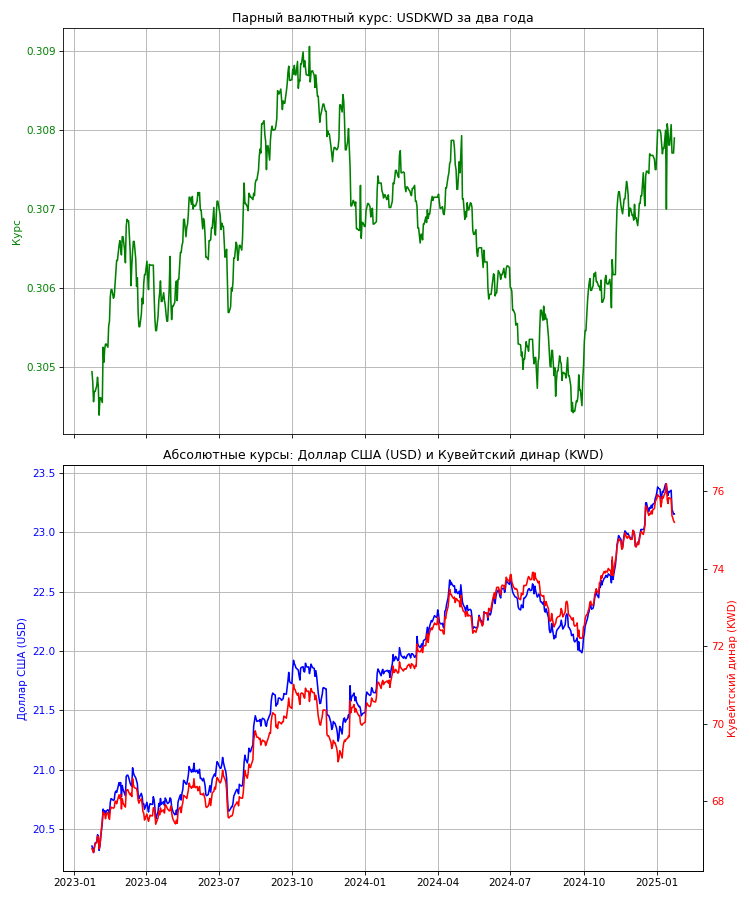 Парный валютный курс: USDKWD за два года
0.309
0.308
0.307
0.306
0.305
Курс
Абсолютные курсы: Доллар США (USD) и Кувейтский динар (KWD)
23.5
23.0
22.5
22.0
21.5
21.0
20.5
Доллар США (USD)
76
74
72
70
68
Кувейтский динар (KWD)
2023-01 2023-04 2023-07 2023-10 2024-01 2024-04 2024-07 2024-10 2025-01